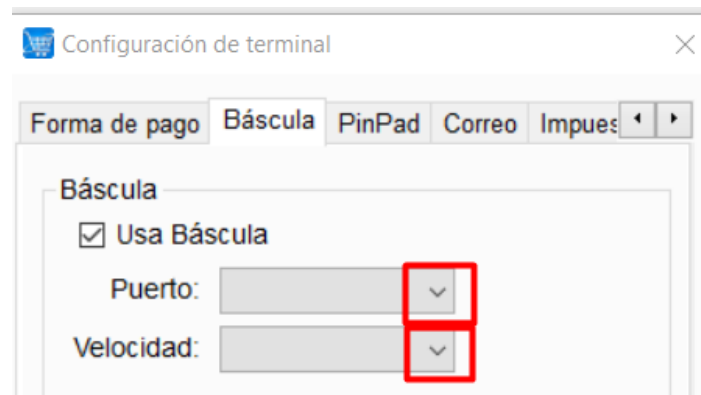 Configuración de terminal
Forma de pago Báscula PinPad Correo Impues
Báscula
Usa Báscula
Puerto:
Velocidad: